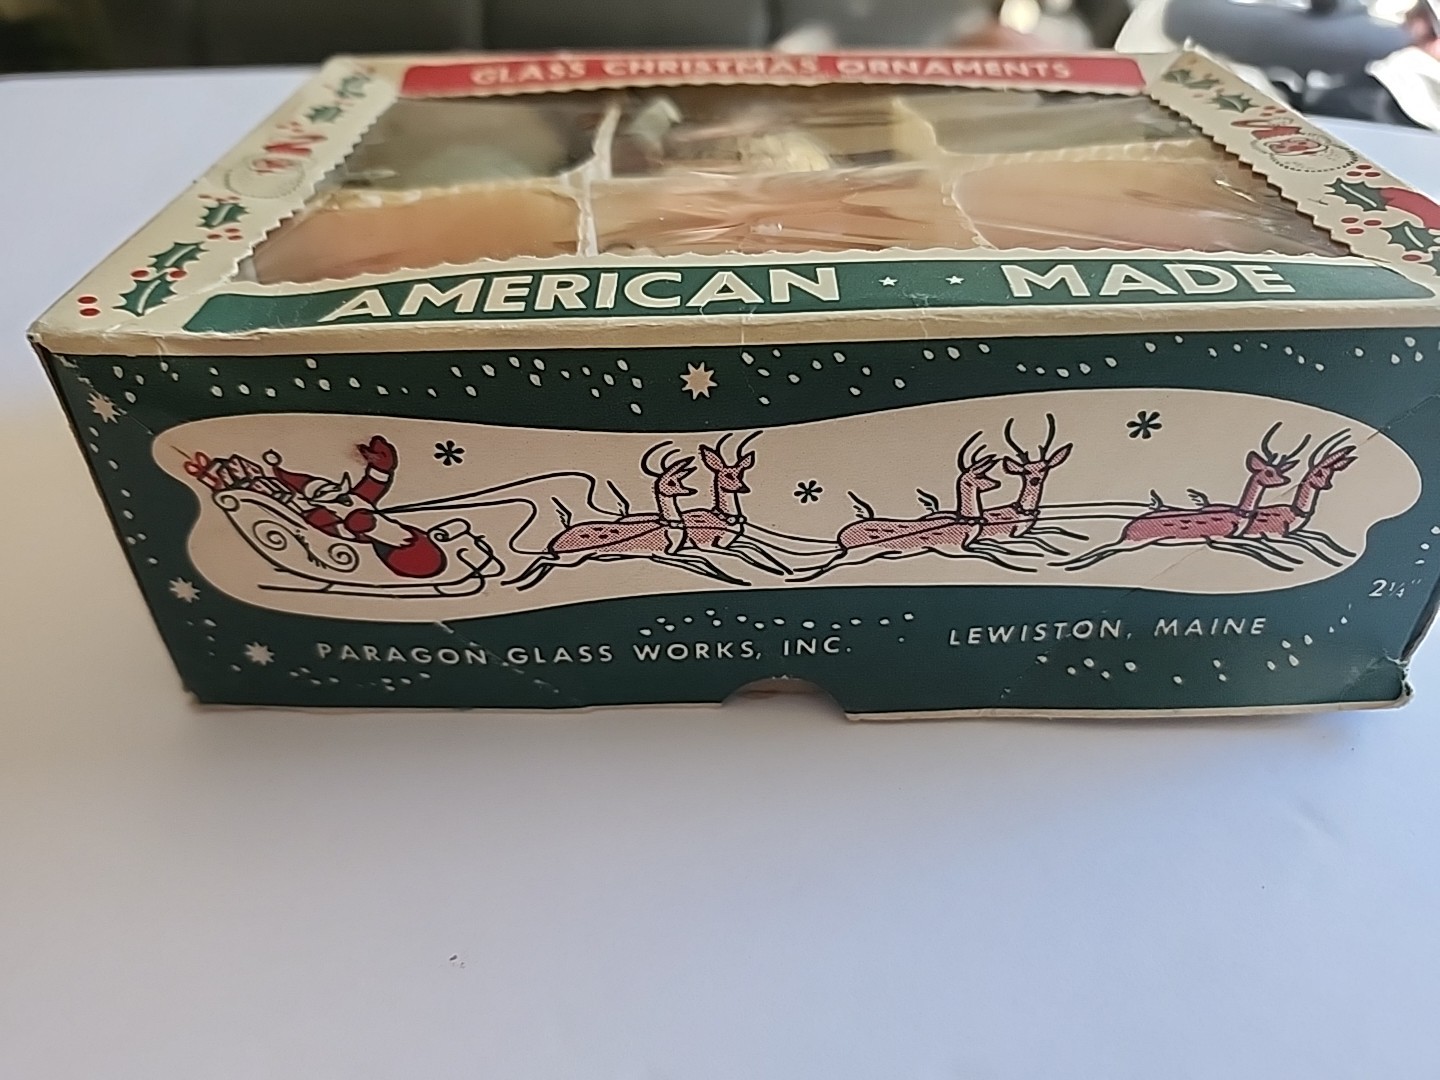 GLASS CHRISTMAS ORNAMENTS
AMERICAN ★ ★ MADE
2¼"
PARAGON GLASS WORKS, INC. LEWISTON, MAINE